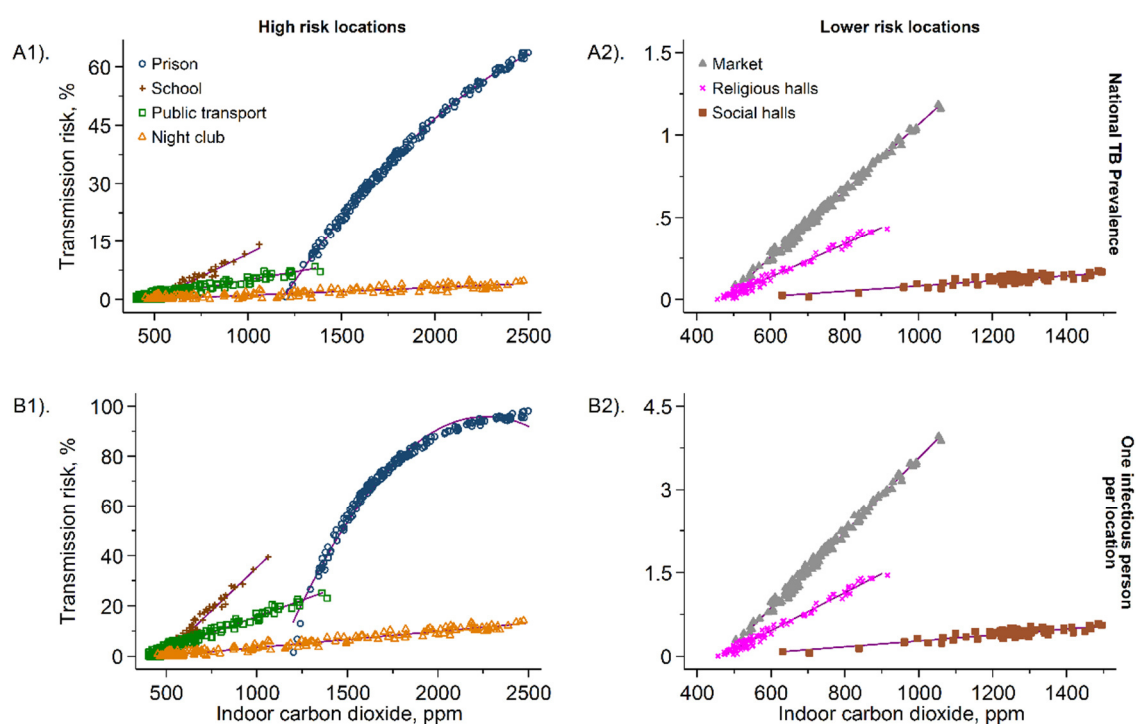 High risk locations
Lower risk locations
A1).
Transmission risk, %
60
45
30
15
0
Prison
School
Public transport
Night club
500
1000
1500
2000
2500
A2).
1.5
1
.5
0
Market
Religious halls
Social halls
400
600
800
1000
1200
1400
National TB
Prevalence
B1).
Transmission risk, %
100
80
60
40
20
0
500
1000
1500
2000
2500
Indoor carbon dioxide, ppm
B2).
4.5
3
1.5
0
400
600
800
1000
1200
1400
Indoor carbon dioxide, ppm
One infectious person
per location